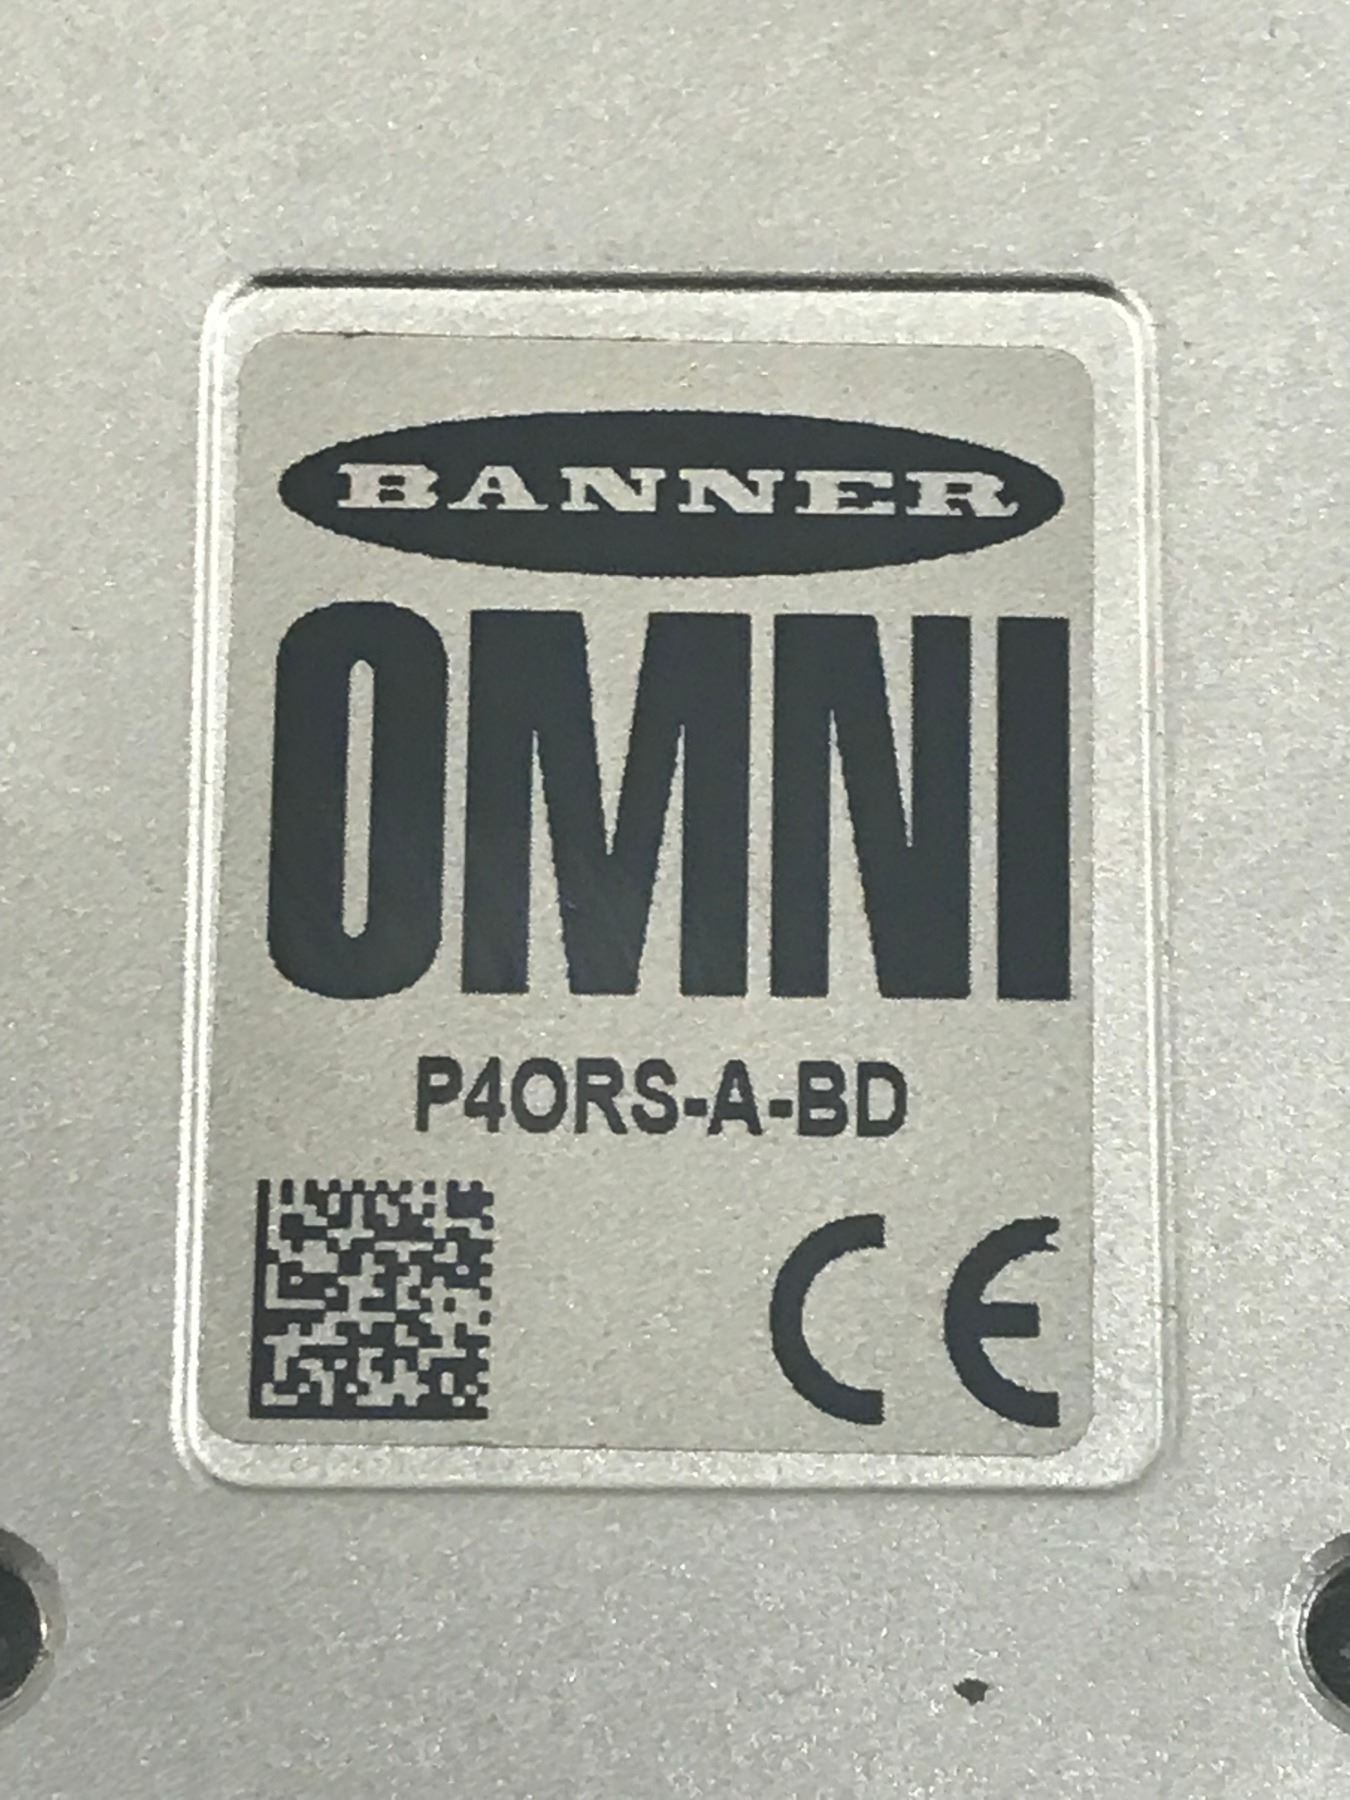 BANNER
OMNI
P4ORS-A-BD
CE